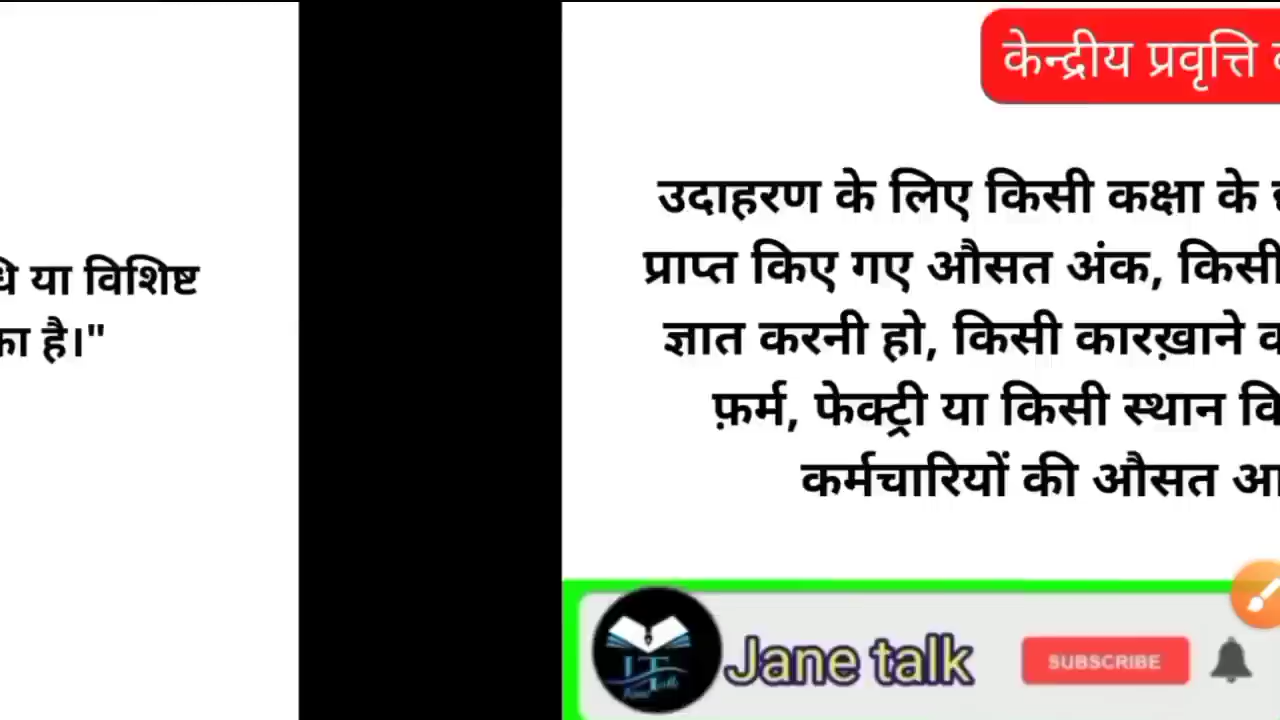 या विशिष्ट
है।"
केन्द्रीय प्रवृत्ति
उदाहरण के लिए किसी कक्षा के
प्राप्त किए गए औसत अंक, किसी
ज्ञात करनी हो, किसी कारख़ाने
फ़र्म, फेक्ट्री या किसी स्थान
कर्मचारियों की औसत
Jane talk
SUBSCRIBE